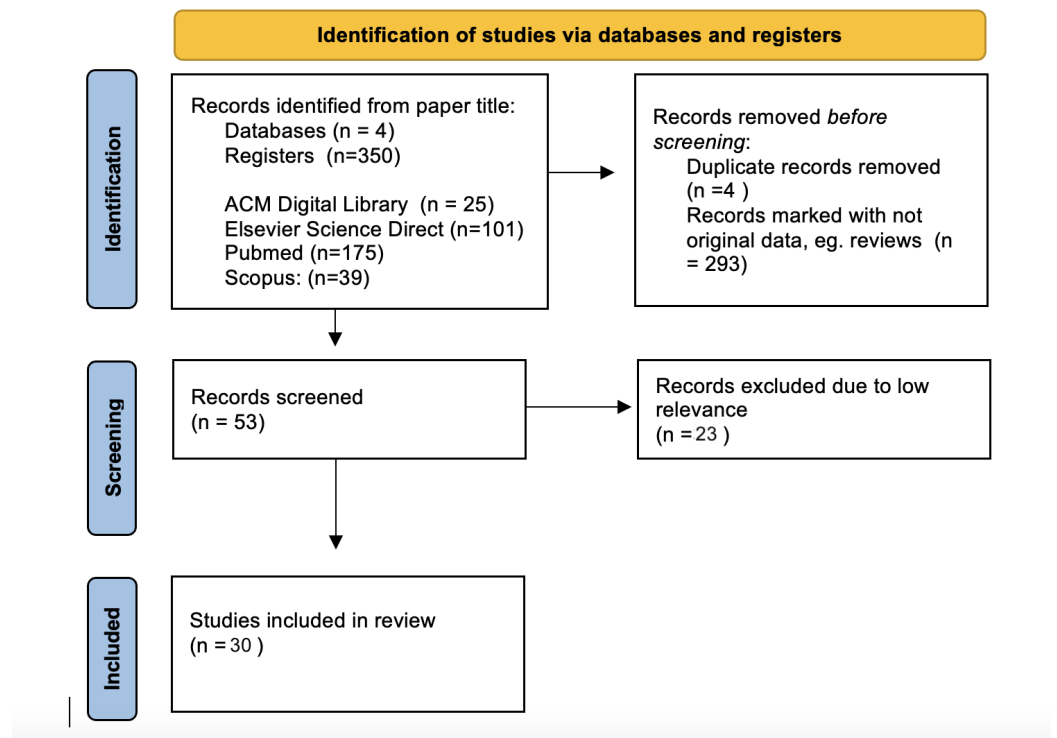 Identification of studies via databases and registers
Identification
Records identified from paper title:
Databases (n = 4)
Registers  (n=350)
ACM Digital Library  (n = 25)
Elsevier Science Direct (n=101)
Pubmed (n=175)
Scopus: (n=39)
Records removed before
screening:
Duplicate records removed
(n =4 )
Records marked with not
original data, eg. reviews  (n
= 293)
Screening
Records screened
(n = 53)
Records excluded due to low
relevance
(n = 23 )
Included
Studies included in review
(n = 30 )